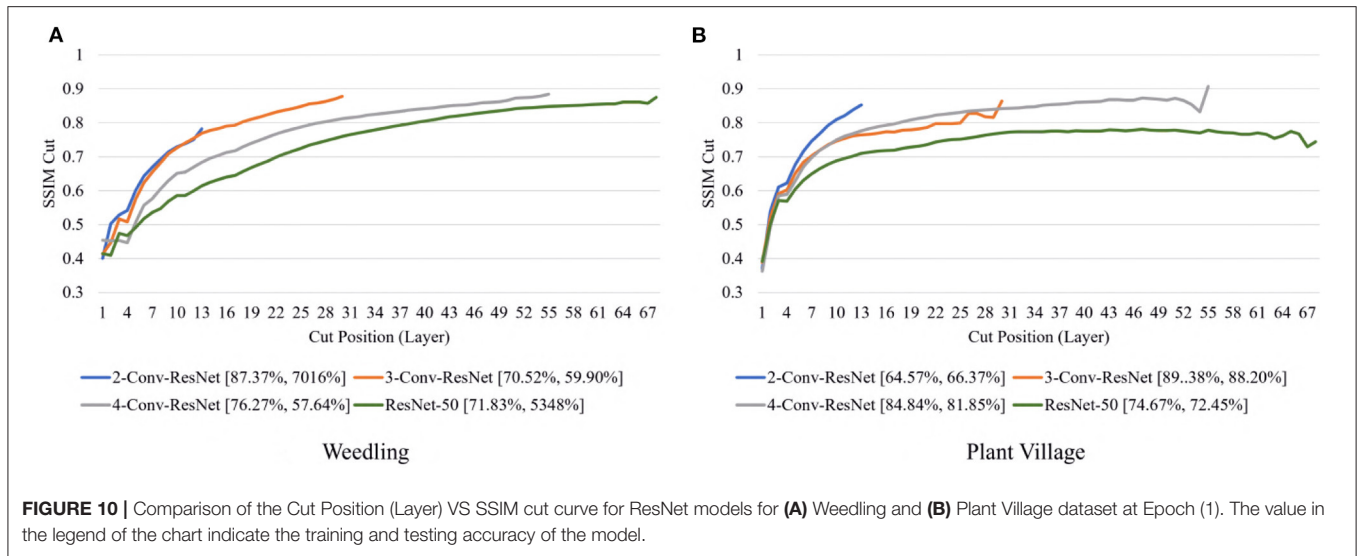 A
1
0.9
0.8
0.7
0.6
0.5
0.4
0.3
SSIM Cut
1 4 7 10 13 16 19 22 25 28 31 34 37 40 43 46 49 52 55 58 61 64 67
Cut Position (Layer)
2-Conv-ResNet [87.37%, 7016%] 3-Conv-ResNet [70.52%, 59.90%]
4-Conv-ResNet [76.27%, 57.64%] ResNet-50 [71.83%, 5348%]
Weedling
B
1
0.9
0.8
0.7
0.6
0.5
0.4
0.3
SSIM Cut
1 4 7 10 13 16 19 22 25 28 31 34 37 40 43 46 49 52 55 58 61 64 67
Cut Position (Layer)
2-Conv-ResNet [64.57%, 66.37%] 3-Conv-ResNet [89..38%, 88.20%]
4-Conv-ResNet [84.84%, 81.85%] ResNet-50 [74.67%, 72.45%]
Plant Village
FIGURE 10 | Comparison of the Cut Position (Layer) VS SSIM cut curve for ResNet models for (A) Weedling and (B) Plant Village dataset at Epoch (1). The value in
the legend of the chart indicate the training and testing accuracy of the model.